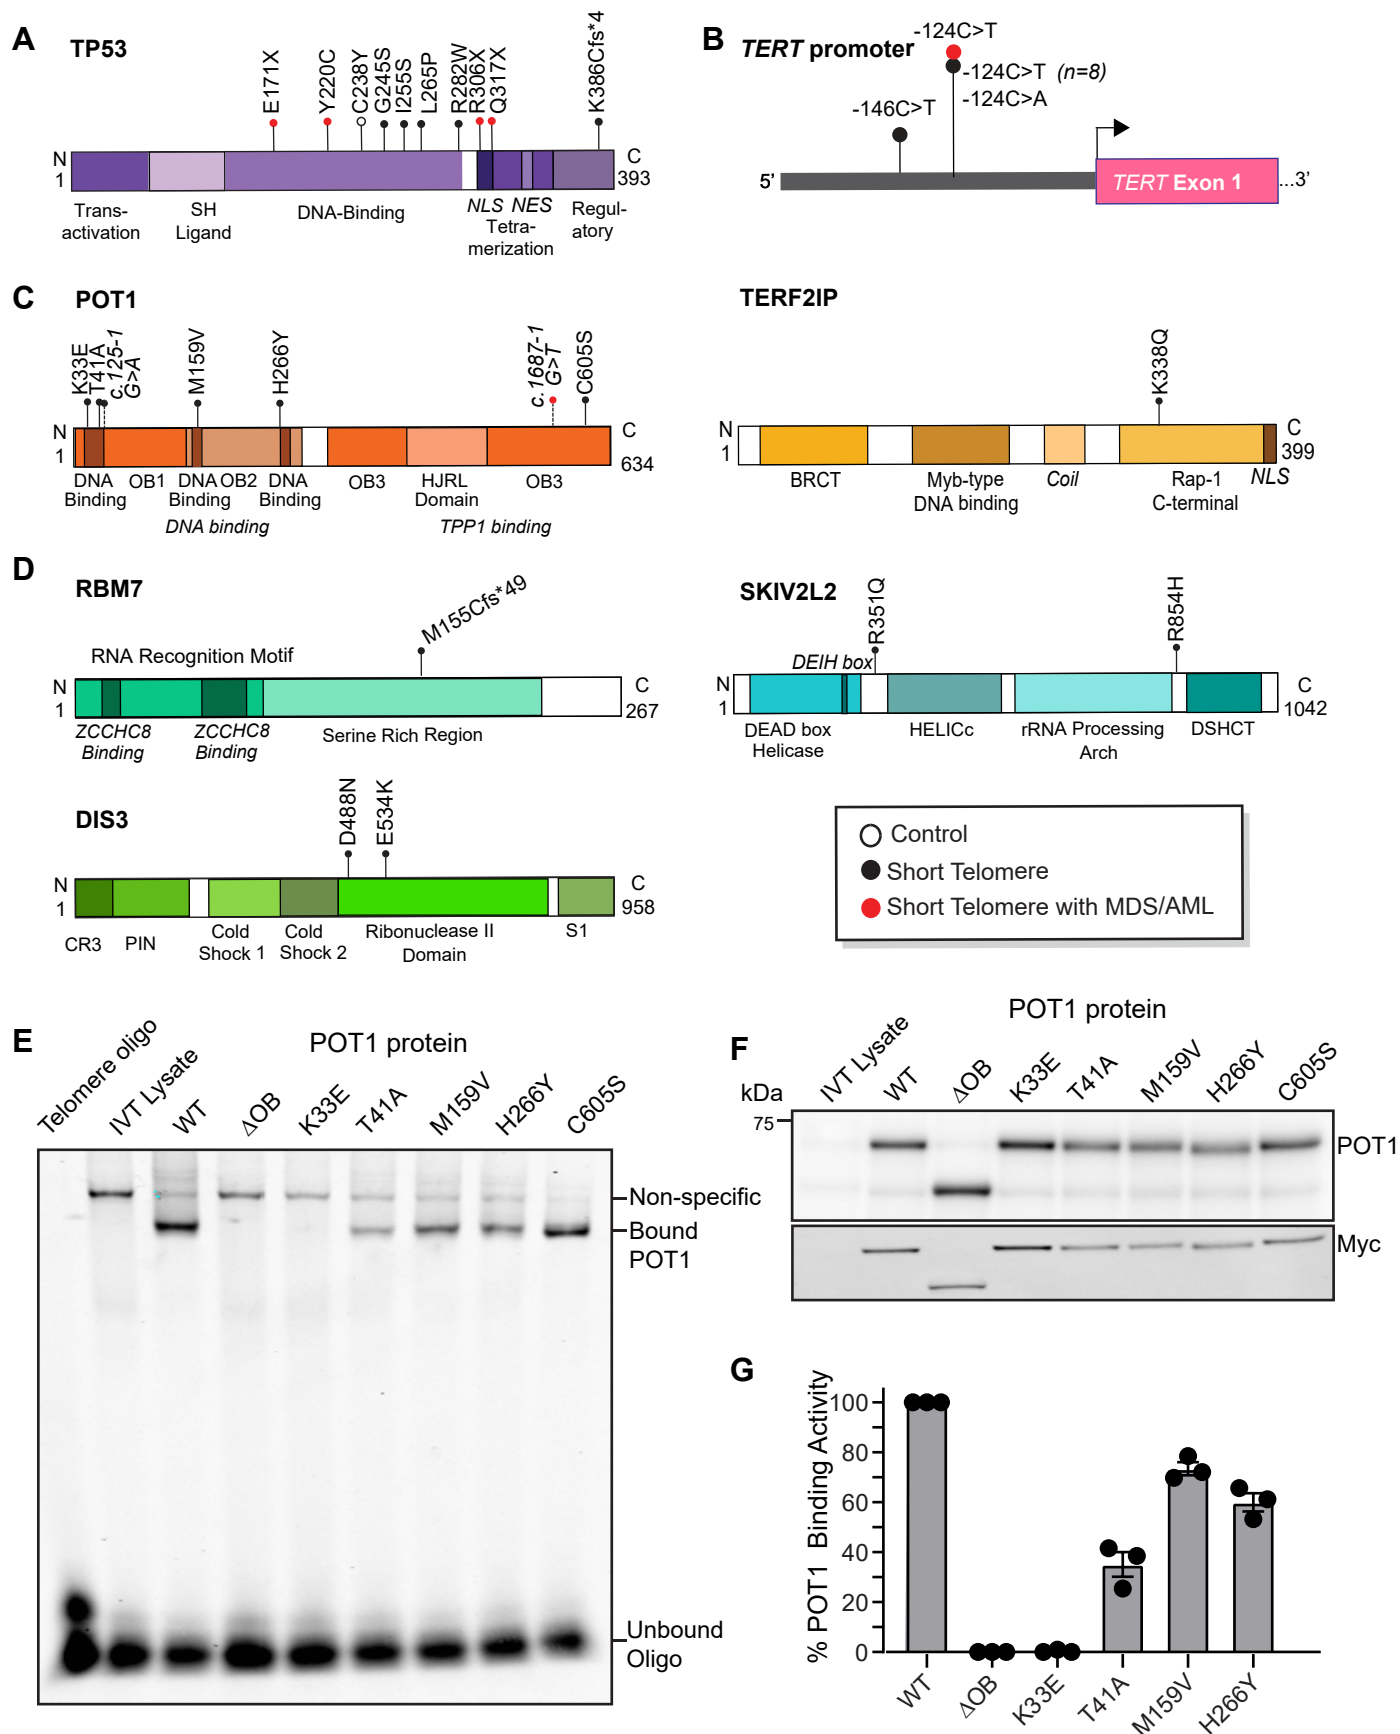 A
TP53
E171X
Y220C
C238Y
G245S
I255S
L265P
R282W
R306X
Q317X
K386Cfs*4
N
1
C
393
Trans-
activation
SH
Ligand
DNA-Binding
NLS NES
Tetra-
merization
Regul-
atory
B
TERT promoter
-124C>T
-124C>T (n=8)
-124C>A
-146C>T
5'
TERT Exon 1
...3'
C
POT1
K33E
T41A
c.125-1
G>A
M159V
H266Y
c.1687-1
G>T
C605S
N
1
C
634
DNA
Binding
OB1
DNA
Binding
OB2
DNA
Binding
OB3
HJRL
Domain
OB3
DNA binding
TPP1 binding
TERF2IP
K338Q
N
1
C
399
BRCT
Myb-type
DNA binding
Coil
Rap-1
C-terminal
NLS
D
RBM7
M155Cfs*49
RNA Recognition Motif
N
1
C
267
ZCCHC8
Binding
ZCCHC8
Binding
Serine Rich Region
SKIV2L2
R351Q
R854H
DEIH box
N
1
C
1042
DEAD box
Helicase
HELICc
rRNA Processing
Arch
DSHCT
DIS3
D488N
E534K
N
1
C
958
CR3
PIN
Cold
Shock 1
Cold
Shock 2
Ribonuclease II
Domain
S1
Control
Short Telomere
Short Telomere with MDS/AML
E
POT1 protein
Telomere oligo
IVT Lysate
WT
ΔOB
K33E
T41A
M159V
H266Y
C605S
Non-specific
Bound
POT1
Unbound
Oligo
F
POT1 protein
kDa
IVT Lysate
WT
ΔOB
K33E
T41A
M159V
H266Y
C605S
75
POT1
Myc
G
% POT1 Binding Activity
100
80
60
40
20
0
WT
ΔOB
K33E
T41A
M159V
H266Y